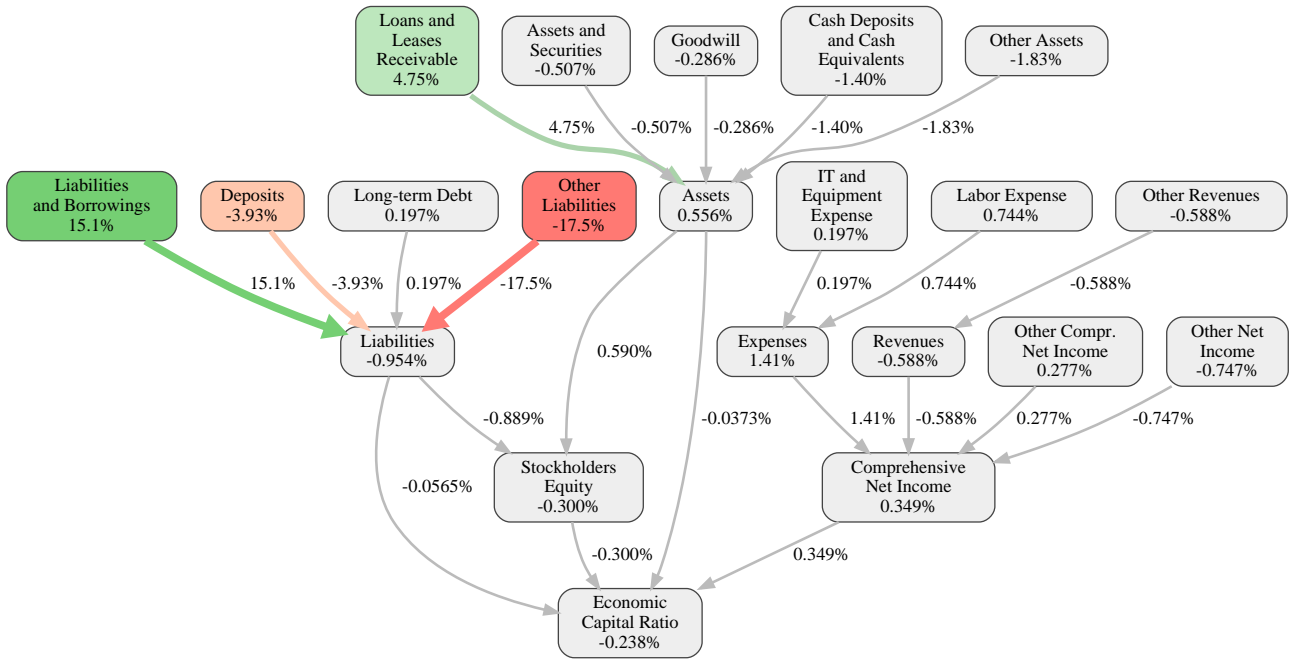 Loans and
Leases
Receivable
4.75%
Assets and
Securities
-0.507%
Goodwill
-0.286%
Cash Deposits
and Cash
Equivalents
-1.40%
Other Assets
-1.83%
4.75%
-0.507%
-0.286%
-1.40%
-1.83%
Liabilities
and Borrowings
15.1%
Deposits
-3.93%
Long-term Debt
0.197%
Other
Liabilities
-17.5%
Assets
0.556%
IT and
Equipment
Expense
0.197%
Labor Expense
0.744%
Other Revenues
-0.588%
15.1%
-3.93%
0.197%
-17.5%
0.197%
0.744%
-0.588%
Liabilities
-0.954%
0.590%
Expenses
1.41%
Revenues
-0.588%
Other Compr.
Net Income
0.277%
Other Net
Income
-0.747%
-0.889%
-0.0373%
1.41%
-0.588%
0.277%
-0.747%
-0.0565%
Stockholders
Equity
-0.300%
Comprehensive
Net Income
0.349%
-0.300%
0.349%
Economic
Capital Ratio
-0.238%